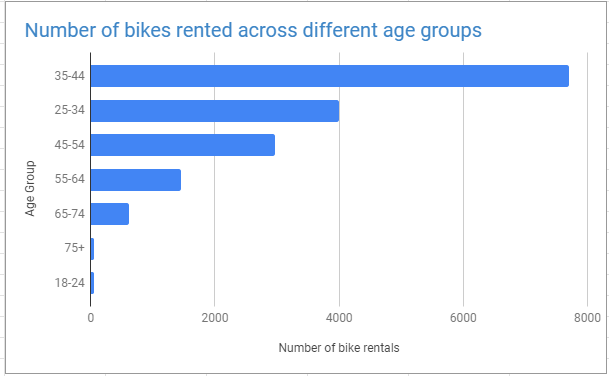 Number of bikes rented across different age groups
35-44
25-34
45-54
55-64
65-74
75+
18-24
Age Group
0 2000 4000 6000 8000
Number of bike rentals